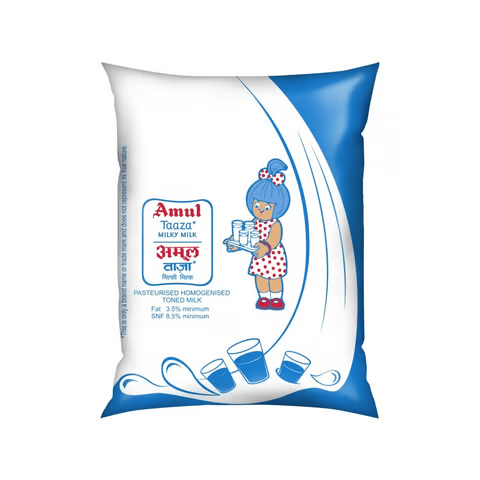 Amul
Taaza*
MILKY MILK
अमूल
ताज़ा*
मिल्की मिल्क
PASTEURISED HOMOGENISED
TONED MILK
Fat 3.5% minimum
SNF 8.5% minimum
*This is only a brand name or trade mark and does not represent its true nature.